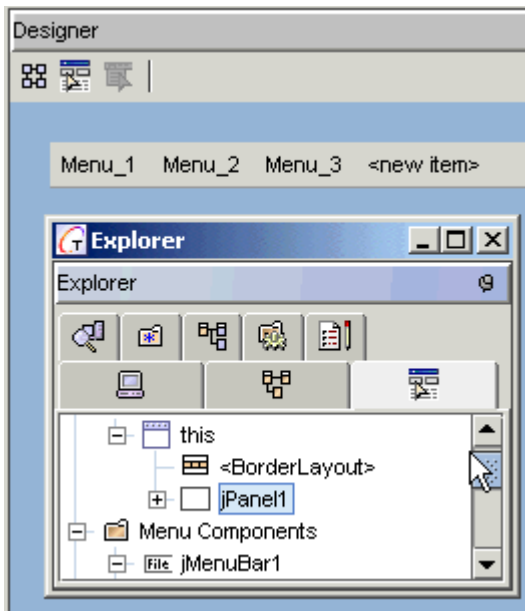 Designer
Menu_1 Menu_2 Menu_3 <new item>
Explorer
Explorer
this
<BorderLayout>
jPanel1
Menu Components
File jMenuBar1